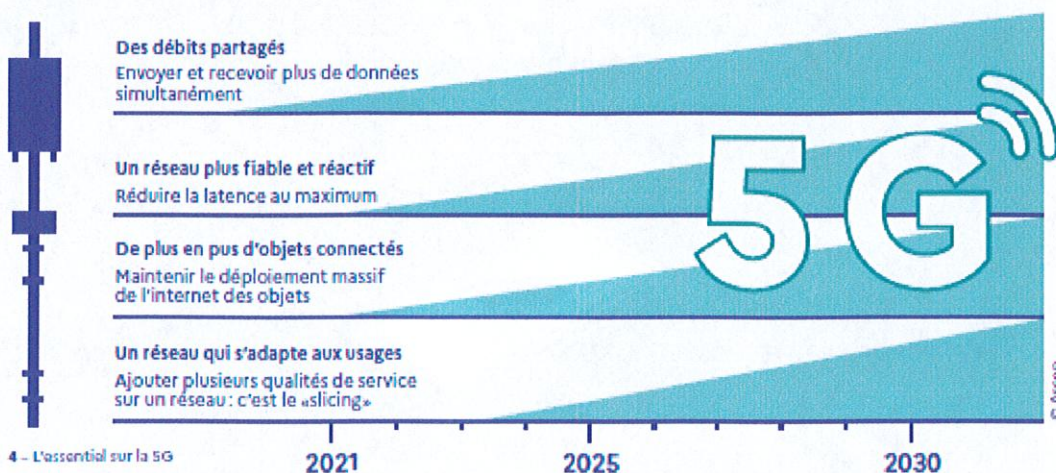 Des débits partagés
Envoyer et recevoir plus de données
simultanément
Un réseau plus fiable et réactif
Réduire la latence au maximum
De plus en pus d'objets connectés
Maintenir le déploiement massif
de l'internet des objets
Un réseau qui s'adapte aux usages
Ajouter plusieurs qualités de service
sur un réseau : c'est le «slicing»
5G
4 – L'essential sur la 5G
2021
2025
2030